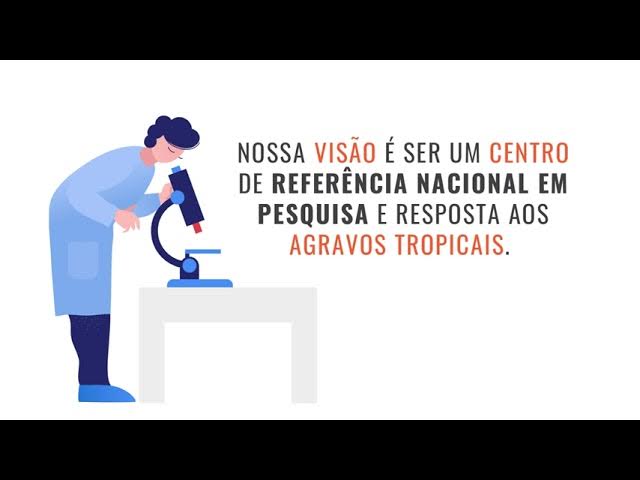 NOSSA VISÃO É SER UM CENTRO
DE REFERÊNCIA NACIONAL EM
PESQUISA E RESPOSTA AOS
AGRAVOS TROPICAIS.